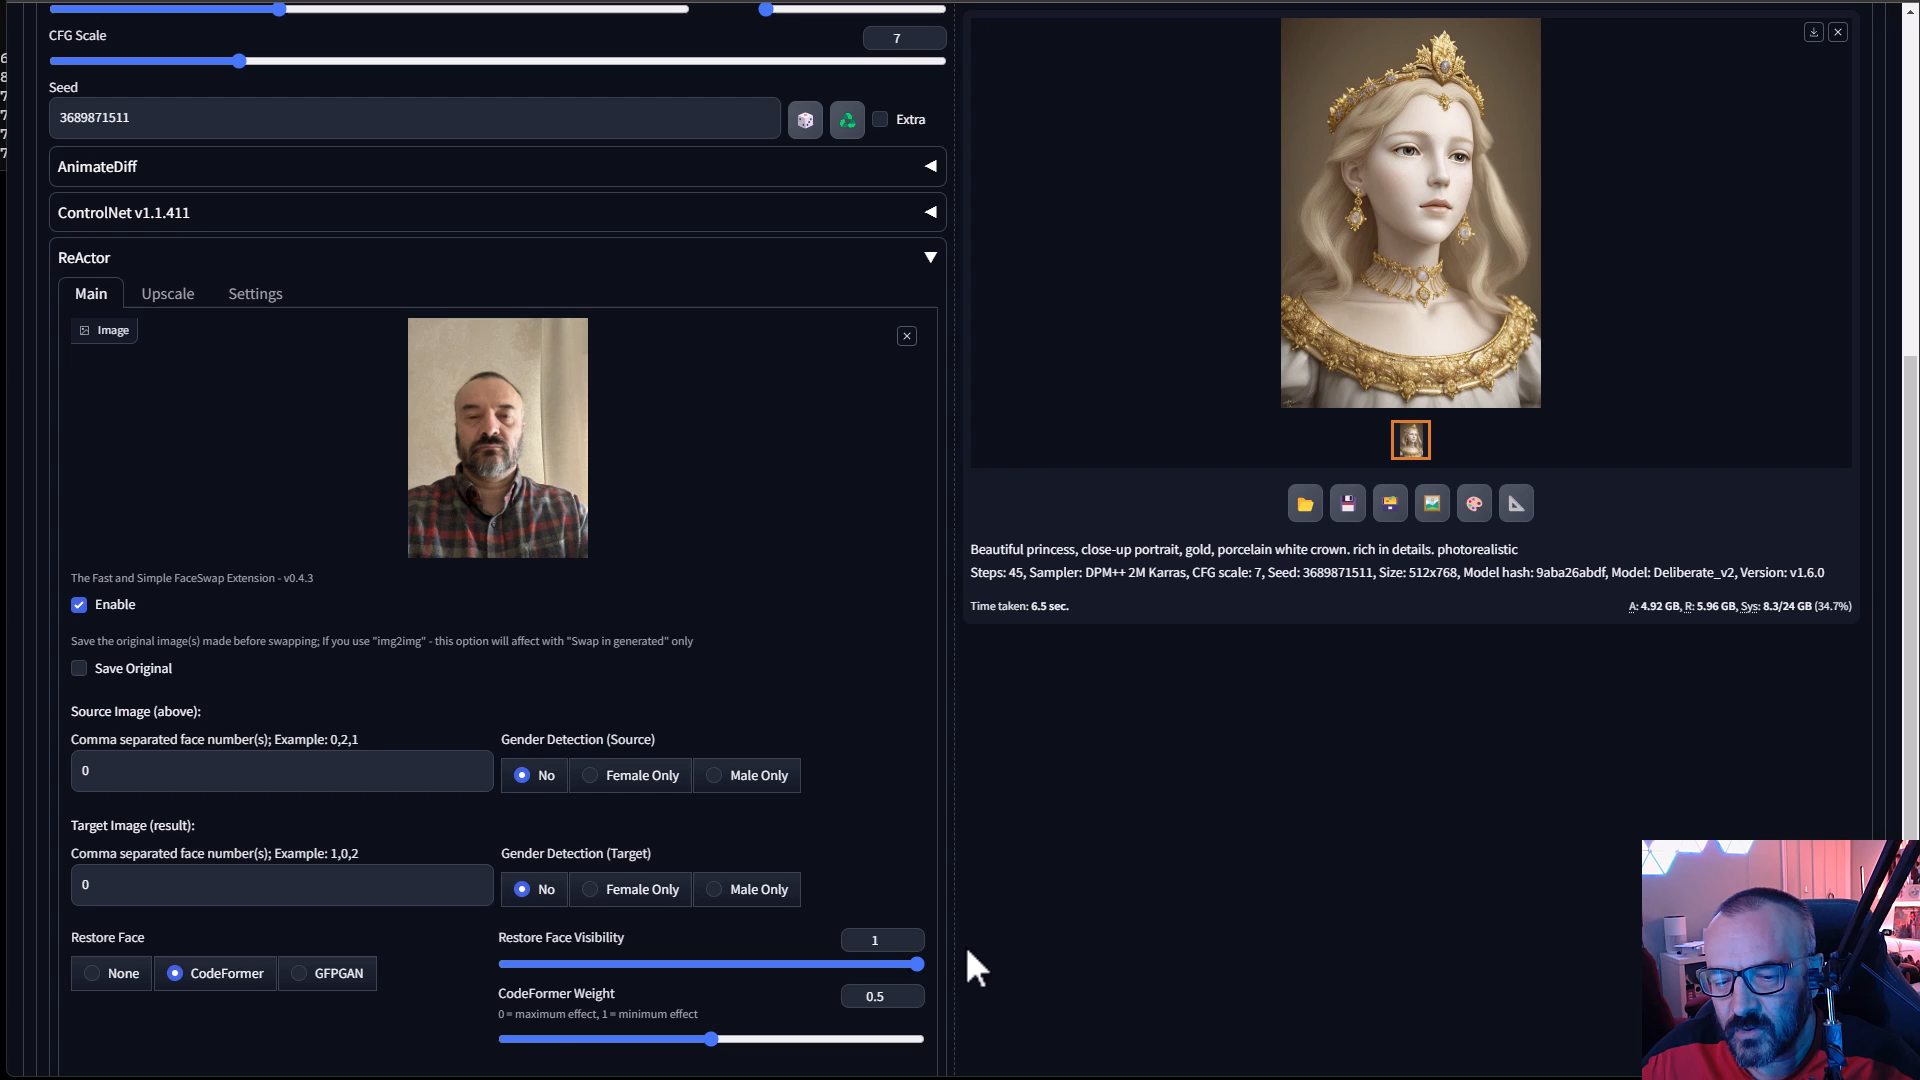 CFG Scale
7
Seed
3689871511
Extra
AnimateDiff
ControlNet v1.1.411
ReActor
Main Upscale Settings
Image
The Fast and Simple FaceSwap Extension - v0.4.3
Enable
Save the original image(s) made before swapping; If you use "img2img" - this option will affect with "Swap in generated" only
Save Original
Source Image (above):
Comma separated face number(s); Example: 0,2,1
0
Gender Detection (Source)
No Female Only Male Only
Target Image (result):
Comma separated face number(s); Example: 1,0,2
0
Gender Detection (Target)
No Female Only Male Only
Restore Face
None CodeFormer GFPGAN
Restore Face Visibility
1
CodeFormer Weight
0.5
0 = maximum effect, 1 = minimum effect
Beautiful princess, close-up portrait, gold, porcelain white crown. rich in details. photorealistic
Steps: 45, Sampler: DPM++ 2M Karras, CFG scale: 7, Seed: 3689871511, Size: 512x768, Model hash: 9aba26abdf, Model: Deliberate_v2, Version: v1.6.0
Time taken: 6.5 sec.
A: 4.92 GB, R: 5.96 GB, Sys: 8.3/24 GB (34.7%)